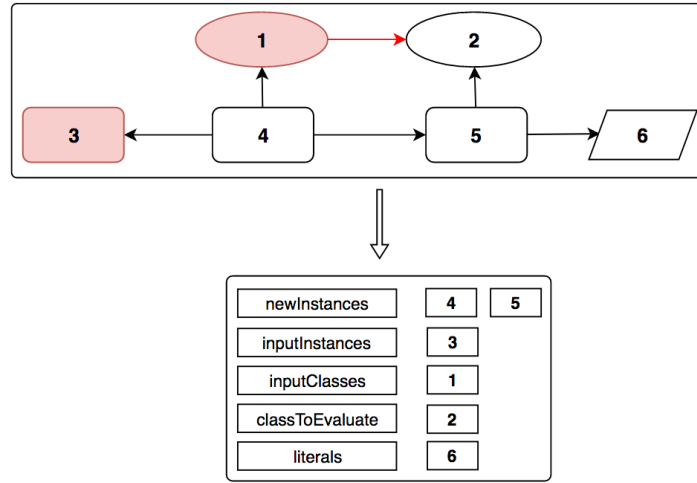 1 2
3 4 5 6
newInstances 4 5
inputInstances 3
inputClasses 1
classToEvaluate 2
literals 6